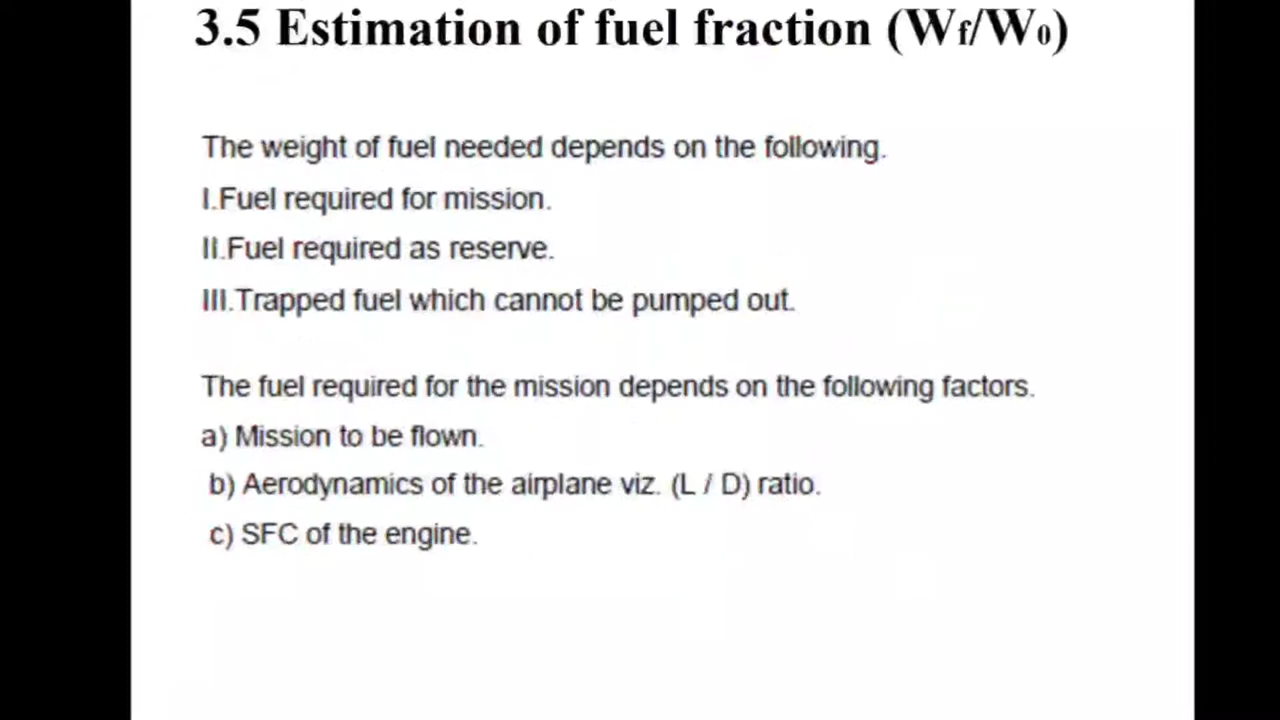 3.5 Estimation of fuel fraction (Wf/W0)
The weight of fuel needed depends on the following.
I.Fuel required for mission.
II.Fuel required as reserve.
III.Trapped fuel which cannot be pumped out.
The fuel required for the mission depends on the following factors.
a) Mission to be flown.
b) Aerodynamics of the airplane viz. (L / D) ratio.
c) SFC of the engine.